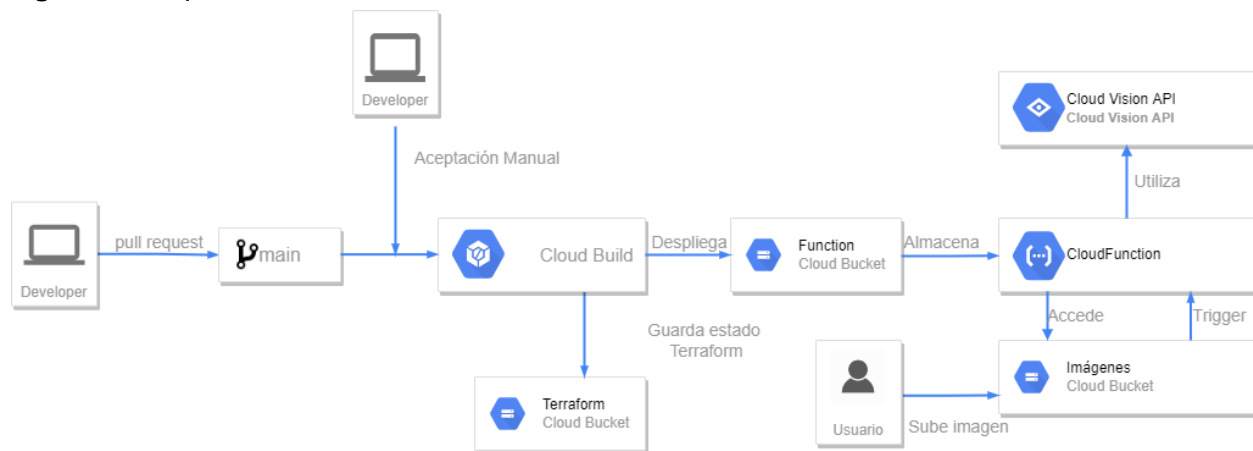 Developer
Aceptación Manual
Cloud Vision API
Cloud Vision API
Utiliza
Developer
pull request
main
Cloud Build
Despliega
Function
Cloud Bucket
Almacena
CloudFunction
Accede
Trigger
Guarda estado
Terraform
Terraform
Cloud Bucket
Usuario
Sube imagen
Imágenes
Cloud Bucket